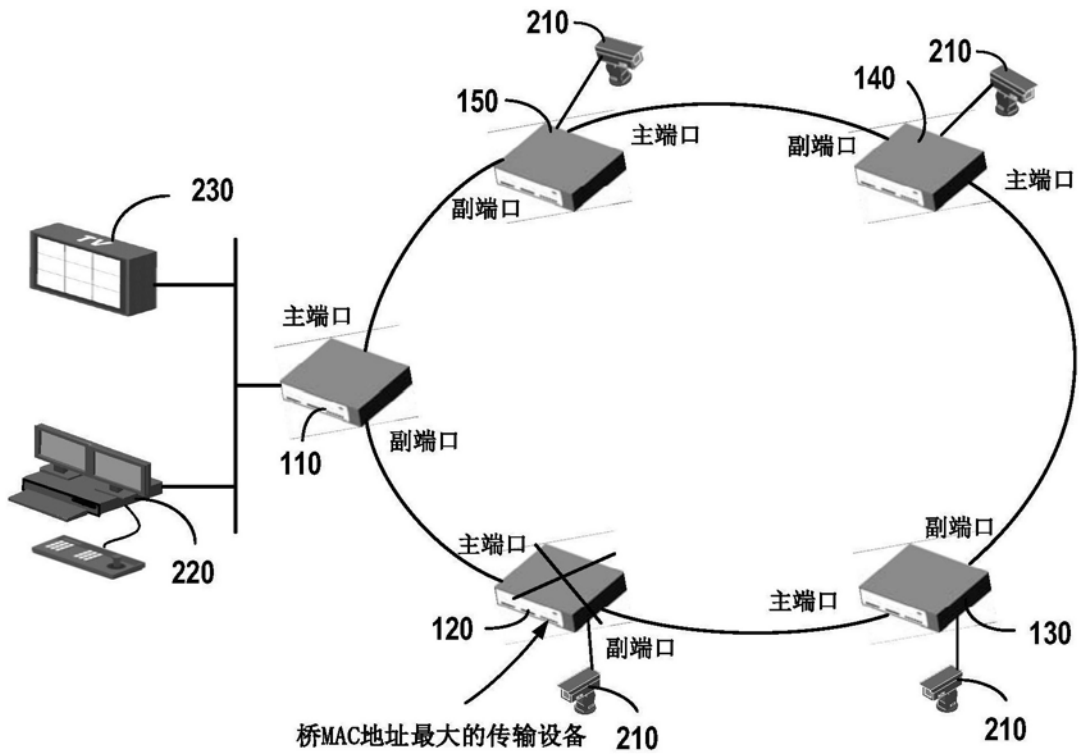 210
210
150
140
主端口
副端口
主端口
副端口
230
TV
主端口
副端口
110
副端口
主端口
主端口
220
120
副端口
130
桥MAC地址最大的传输设备
210
210